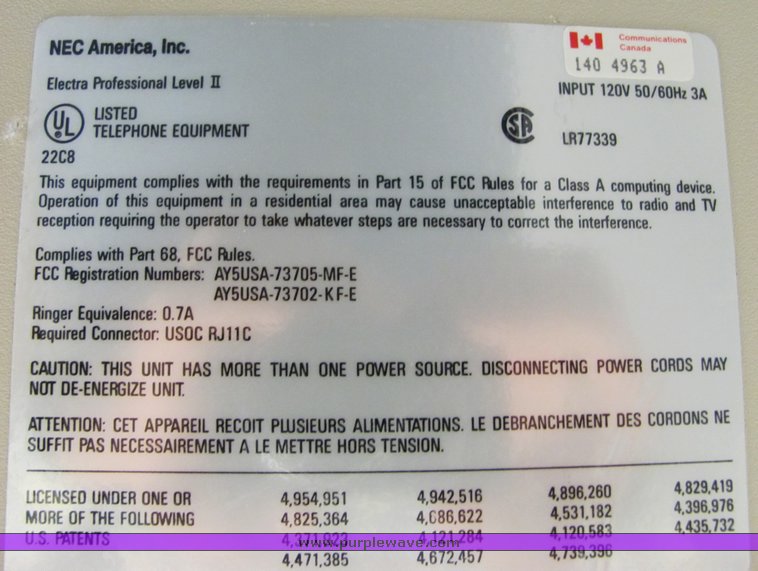 NEC America, Inc.
Communications
Canada
140 4963 A
Electra Professional Level II
INPUT 120V 50/60Hz 3A
UL
LISTED
TELEPHONE EQUIPMENT
SA
LR77339
22C8
This equipment complies with the requirements in Part 15 of FCC Rules for a Class A computing device.
Operation of this equipment in a residential area may cause unacceptable interference to radio and TV
reception requiring the operator to take whatever steps are necessary to correct the interference.
Complies with Part 68, FCC Rules.
FCC Registration Numbers: AY5USA-73705-MF-E
AY5USA-73702-KF-E
Ringer Equivalence: 0.7A
Required Connector: USOC RJ11C
CAUTION: THIS UNIT HAS MORE THAN ONE POWER SOURCE. DISCONNECTING POWER CORDS MAY
NOT DE-ENERGIZE UNIT.
ATTENTION: CET APPAREIL RECOIT PLUSIEURS ALIMENTATIONS. LE DEBRANCHEMENT DES CORDONS NE
SUFFIT PAS NECESSAIREMENT A LE METTRE HORS TENSION.
LICENSED UNDER ONE OR 4,954,951 4,942,516 4,896,260 4,829,419
MORE OF THE FOLLOWING 4,825,364 4,686,622 4,531,182 4,396,976
U.S. PATENTS 4,121,284 4,120,583 4,435,732
www.purplewave.com
4,471,385 4,672,457 4,739,396